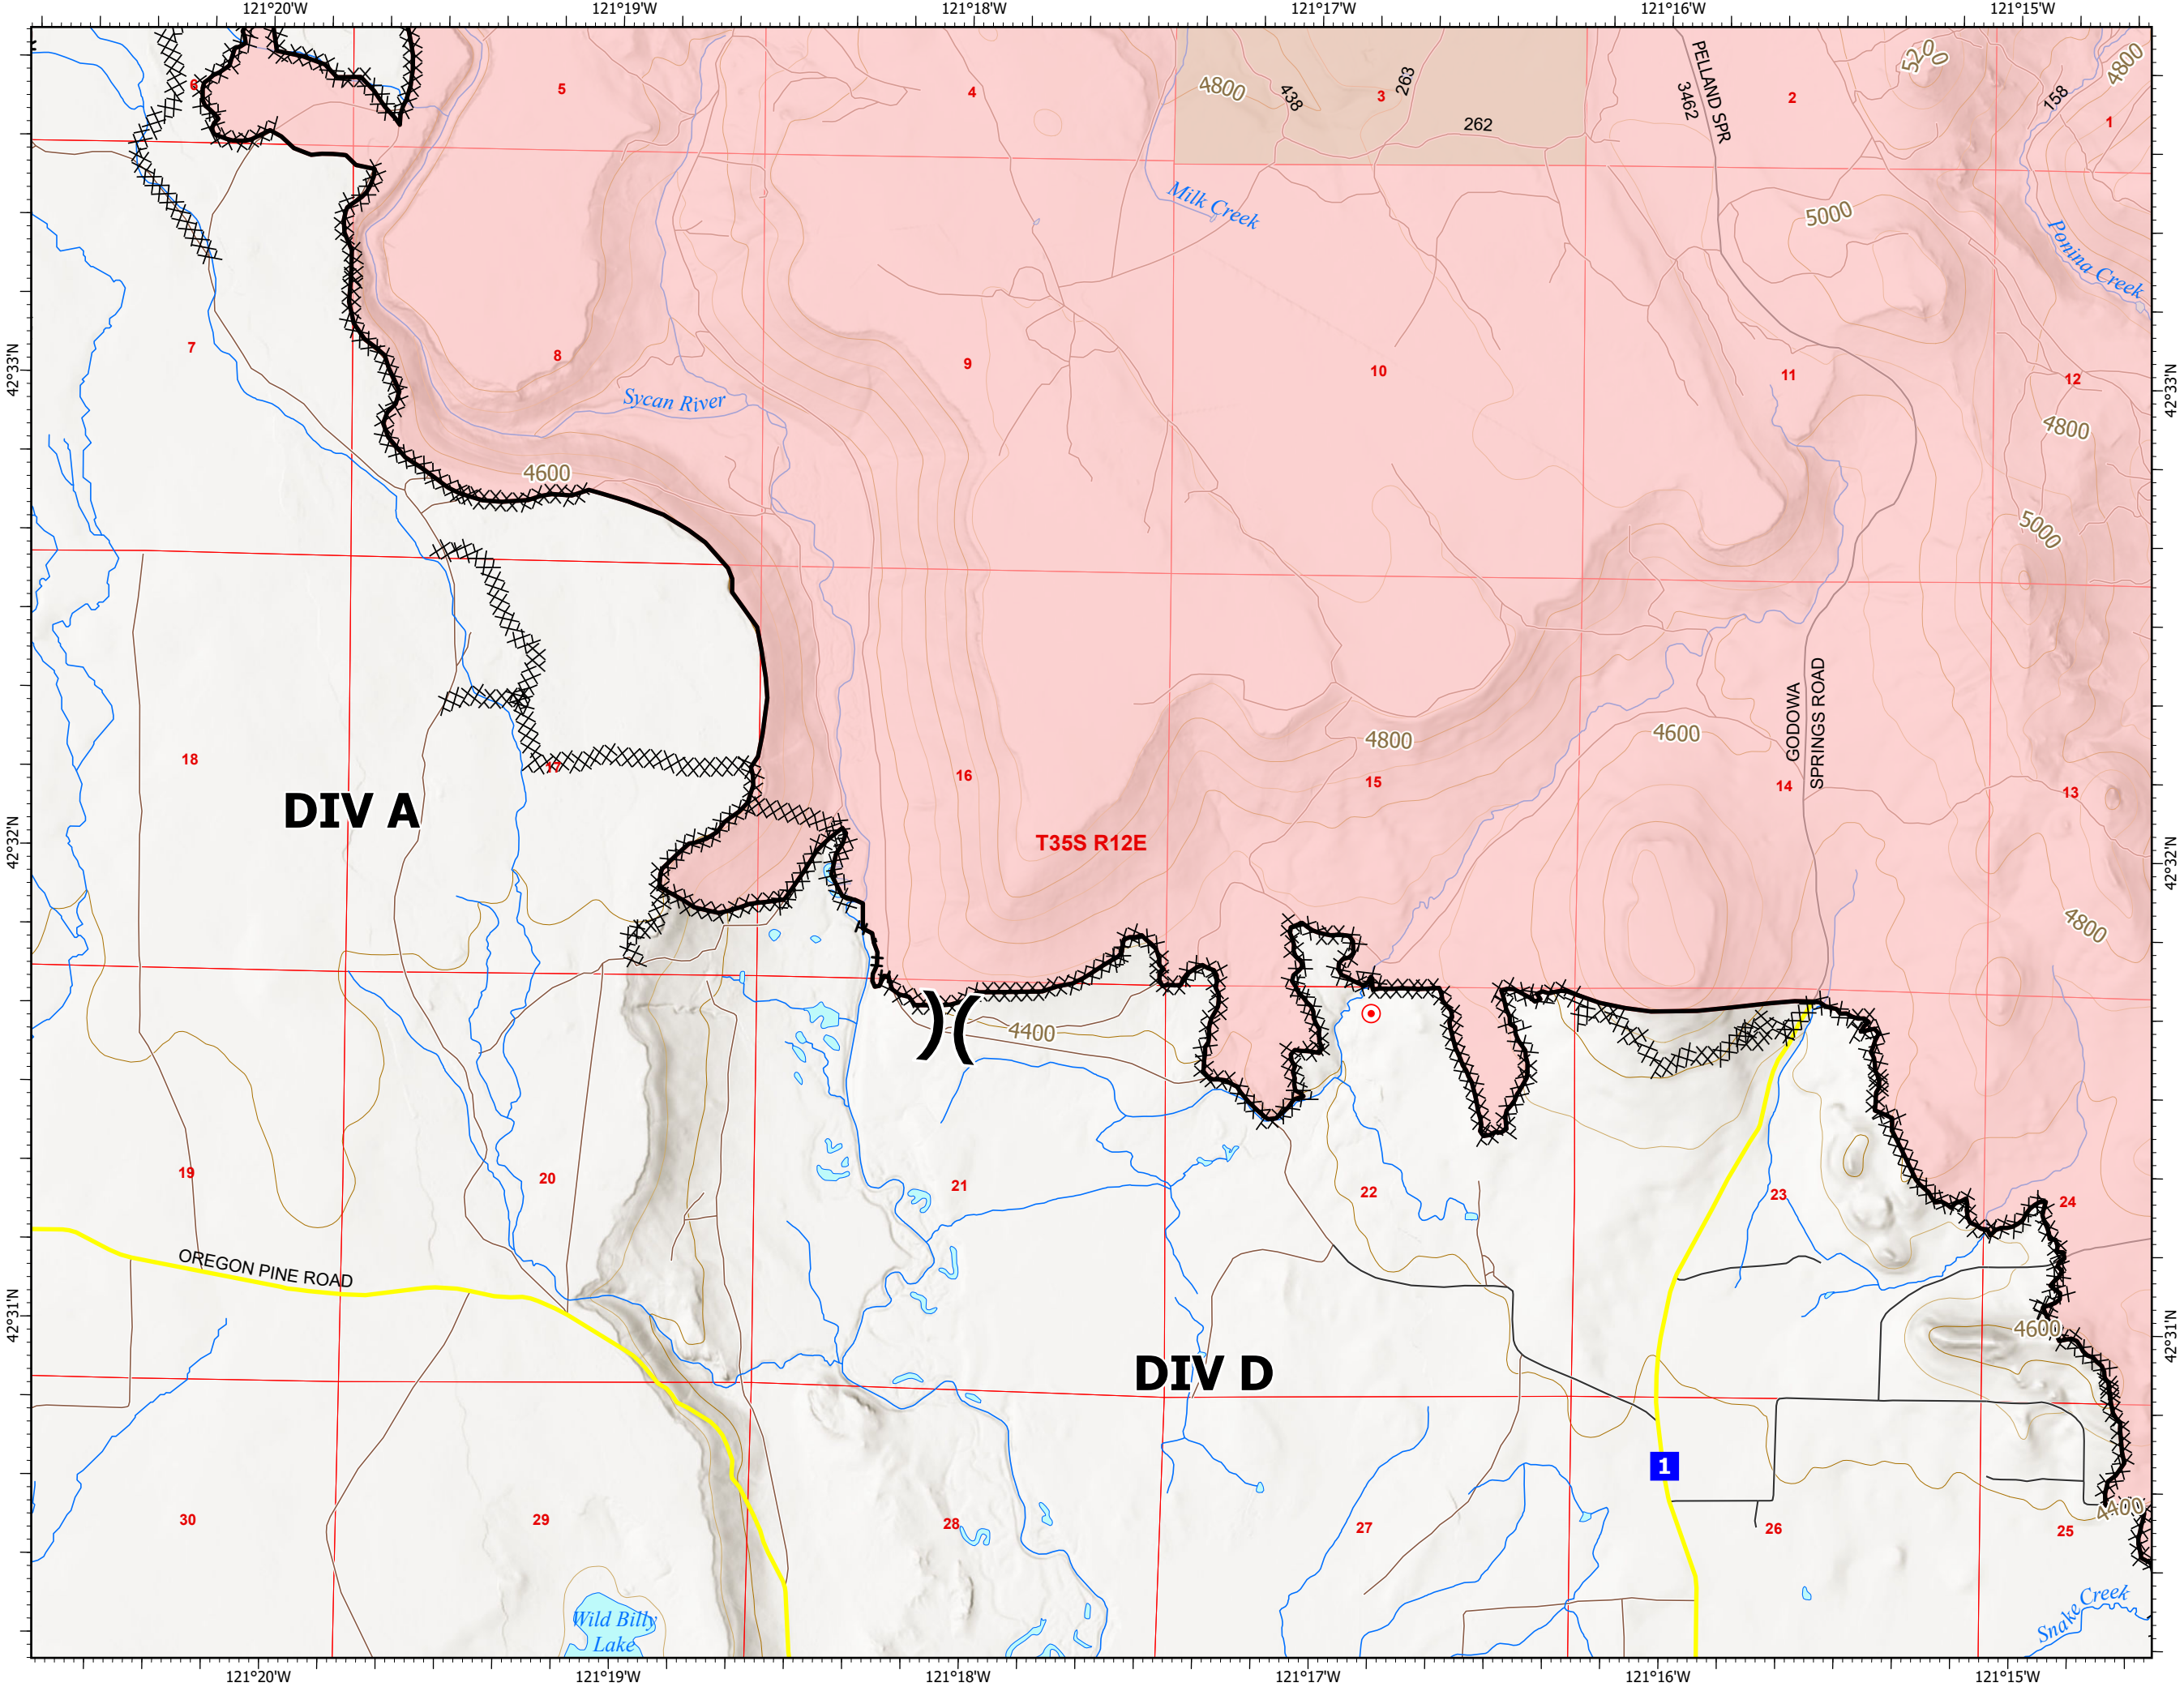 121°20'W
121°19'W
121°18'W
121°17'W
121°16'W
121°15'W
6
5
4
4800
438
3
263
262
3462
PELLAND SPR
2
5200
158
4800
1
Milk Creek
5000
Ponina Creek
42°33'N
7
8
9
10
11
12
42°33'N
Sycan River
4800
4600
5000
GODOWA
SPRINGS ROAD
4600
4800
18
17
16
15
14
13
DIV A
42°32'N
T35S R12E
42°32'N
4800
)(
4400
19
20
21
22
23
24
OREGON PINE ROAD
42°31'N
4600
42°31'N
DIV D
1
4400
30
29
28
27
26
25
Wild Billy
Lake
Snake Creek
121°20'W
121°19'W
121°18'W
121°17'W
121°16'W
121°15'W